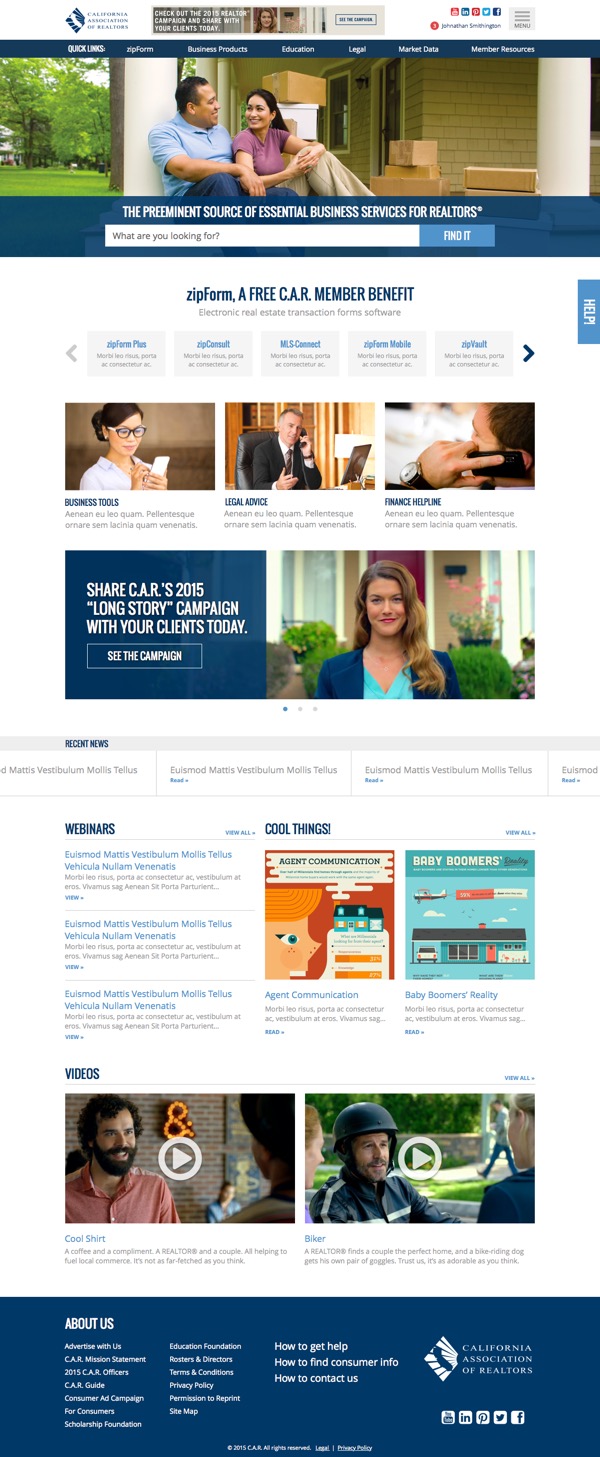 CALIFORNIA
ASSOCIATION
OF REALTORS
CHECK OUT THE 2015 REALTOR
CAMPAIGN AND SHARE WITH
YOUR CLIENTS TODAY.
SEE THE CAMPAIGN
3 Johnathan Smithington
MENU
QUICK LINKS: zipForm Business Products Education Legal Market Data Member Resources
THE PREEMINENT SOURCE OF ESSENTIAL BUSINESS SERVICES FOR REALTORS®
What are you looking for? FIND IT
HELP!
zipForm, A FREE C.A.R. MEMBER BENEFIT
Electronic real estate transaction forms software
zipForm Plus zipConsult MLS-Connect zipForm Mobile zipVault
Morbi leo risus, porta Morbi leo risus, porta Morbi leo risus, porta Morbi leo risus, porta Morbi leo risus, porta
ac consectetur ac. ac consectetur ac. ac consectetur ac. ac consectetur ac. ac consectetur ac.
BUSINESS TOOLS LEGAL ADVICE FINANCE HELPLINE
Aenean eu leo quam. Pellentesque Aenean eu leo quam. Pellentesque Aenean eu leo quam. Pellentesque
ornare sem lacinia quam venenatis. ornare sem lacinia quam venenatis. ornare sem lacinia quam venenatis.
SHARE C.A.R.'S 2015
"LONG STORY" CAMPAIGN
WITH YOUR CLIENTS TODAY.
SEE THE CAMPAIGN
RECENT NEWS
d Mattis Vestibulum Mollis Tellus Euismod Mattis Vestibulum Mollis Tellus Euismod Mattis Vestibulum Mollis Tellus Euismod
Read » Read » Read »
WEBINARS VIEW ALL »
Euismod Mattis Vestibulum Mollis Tellus
Vehicula Nullam Venenatis
Morbi leo risus, porta ac consectetur ac, vestibulum at
eros. Vivamus sag Aenean Sit Porta Parturient...
VIEW »
Euismod Mattis Vestibulum Mollis Tellus
Vehicula Nullam Venenatis
Morbi leo risus, porta ac consectetur ac, vestibulum at
eros. Vivamus sag Aenean Sit Porta Parturient...
VIEW »
Euismod Mattis Vestibulum Mollis Tellus
Vehicula Nullam Venenatis
Morbi leo risus, porta ac consectetur ac, vestibulum at
eros. Vivamus sag Aenean Sit Porta Parturient...
VIEW »
COOL THINGS! VIEW ALL »
AGENT COMMUNICATION
BABY BOOMERS' Reality
Agent Communication
Morbi leo risus, porta ac consectetur
ac, vestibulum at eros. Vivamus sag...
READ »
Baby Boomers' Reality
Morbi leo risus, porta ac consectetur
ac, vestibulum at eros. Vivamus sag...
READ »
VIDEOS VIEW ALL »
&
Cool Shirt
A coffee and a compliment. A REALTOR® and a couple. All helping to
fuel local commerce. It's not as far-fetched as you think.
Biker
A REALTOR® finds a couple the perfect home, and a bike-riding dog
gets his own pair of goggles. Trust us, it's as adorable as you think.
ABOUT US
Advertise with Us
C.A.R. Mission Statement
2015 C.A.R. Officers
C.A.R. Guide
Consumer Ad Campaign
For Consumers
Scholarship Foundation
Education Foundation
Rosters & Directors
Terms & Conditions
Privacy Policy
Permission to Reprint
Site Map
How to get help
How to find consumer info
How to contact us
CALIFORNIA
ASSOCIATION
OF REALTORS
© 2015 C.A.R. All rights reserved. Legal | Privacy Policy